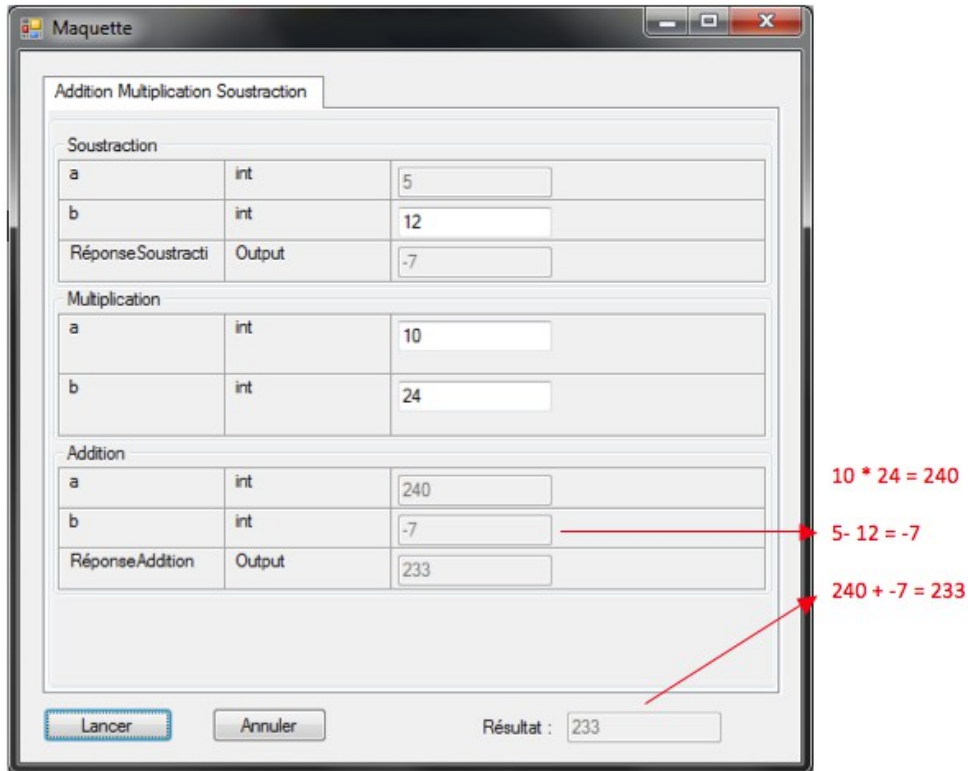 Maquette
Addition Multiplication Soustraction
Soustraction
a int 5
b int 12
RéponseSoustracti Output -7
Multiplication
a int 10
b int 24
Addition
a int 240
b int -7
RéponseAddition Output 233
10 * 24 = 240
5- 12 = -7
240 + -7 = 233
Lancer Annuler Résultat : 233